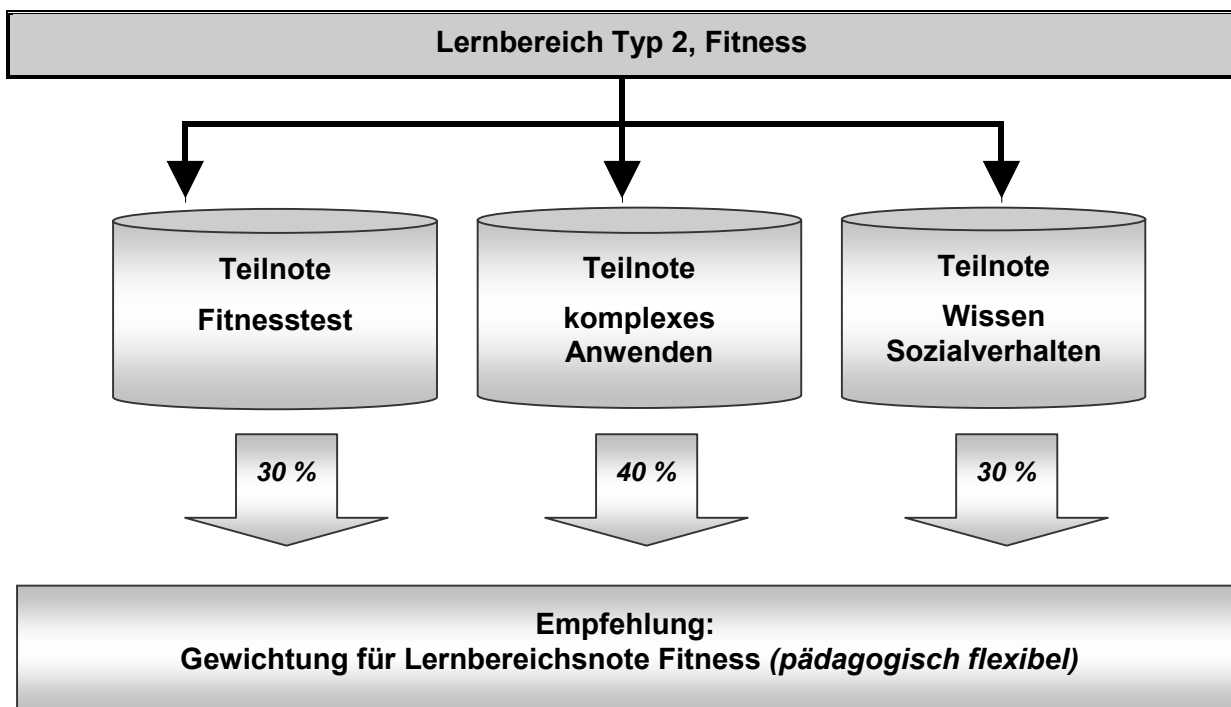 Lernbereich Typ 2, Fitness
Teilnote
Fitnesstest
Teilnote
komplexes
Anwenden
Teilnote
Wissen
Sozialverhalten
30 %
40 %
30 %
Empfehlung:
Gewichtung für Lernbereichsnote Fitness (pädagogisch flexibel)